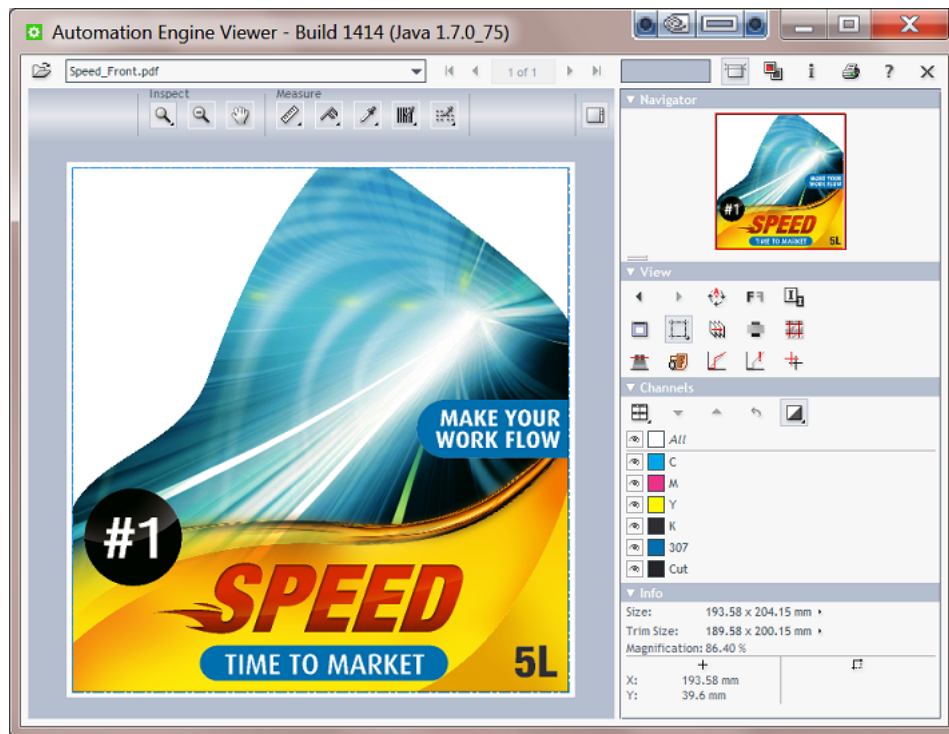 Automation Engine Viewer - Build 1414 (Java 1.7.0_75)
Speed_Front.pdf
1 of 1
Inspect
Measure
Navigator
MAKE YOUR
WORK FLOW
#1
SPEED
TIME TO MARKET
5L
View
Channels
All
C
M
Y
K
307
Cut
Info
Size: 193.58 x 204.15 mm
Trim Size: 189.58 x 200.15 mm
Magnification: 86.40 %
X: 193.58 mm
Y: 39.6 mm
MAKE YOUR
WORK FLOW
#1
SPEED
TIME TO MARKET
5L